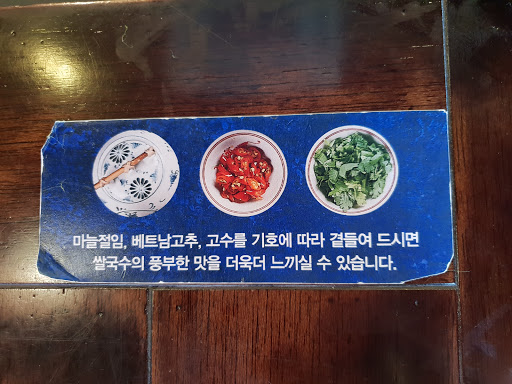 마늘절임, 베트남고추, 고수를 기호에 따라 곁들여 드시면
쌀국수의 풍부한 맛을 더욱더 느끼실 수 있습니다.